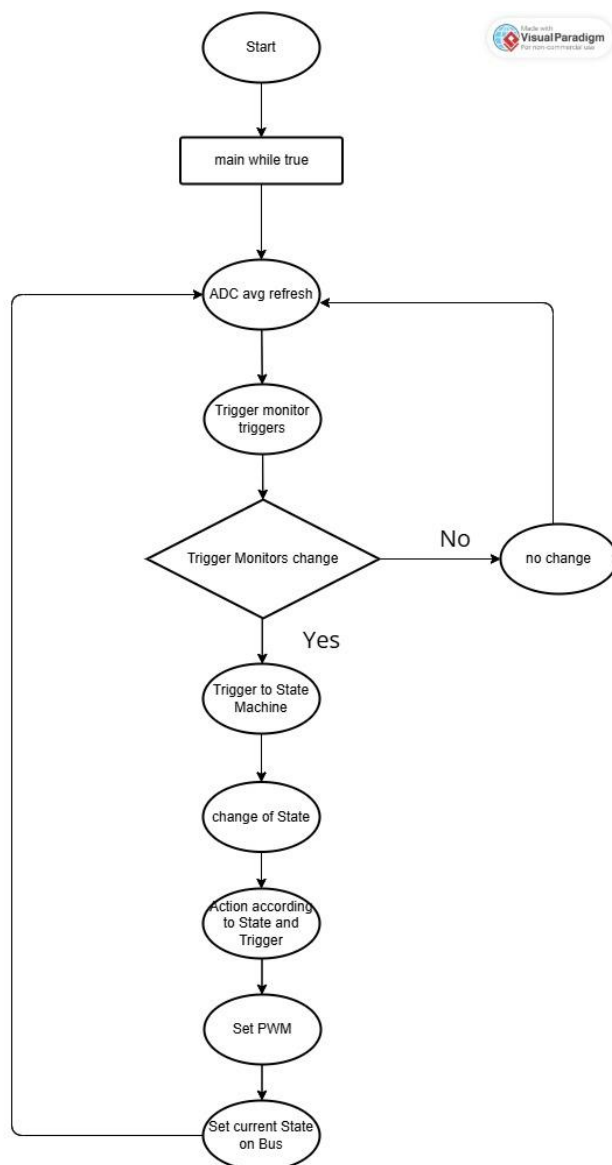 Start
Made with
Visual Paradigm
For non-commercial use
main while true
ADC avg refresh
Trigger monitor
triggers
Trigger Monitors change
No
no change
Yes
Trigger to State
Machine
change of State
Action according
to State and
Trigger
Set PWM
Set current State
on Bus